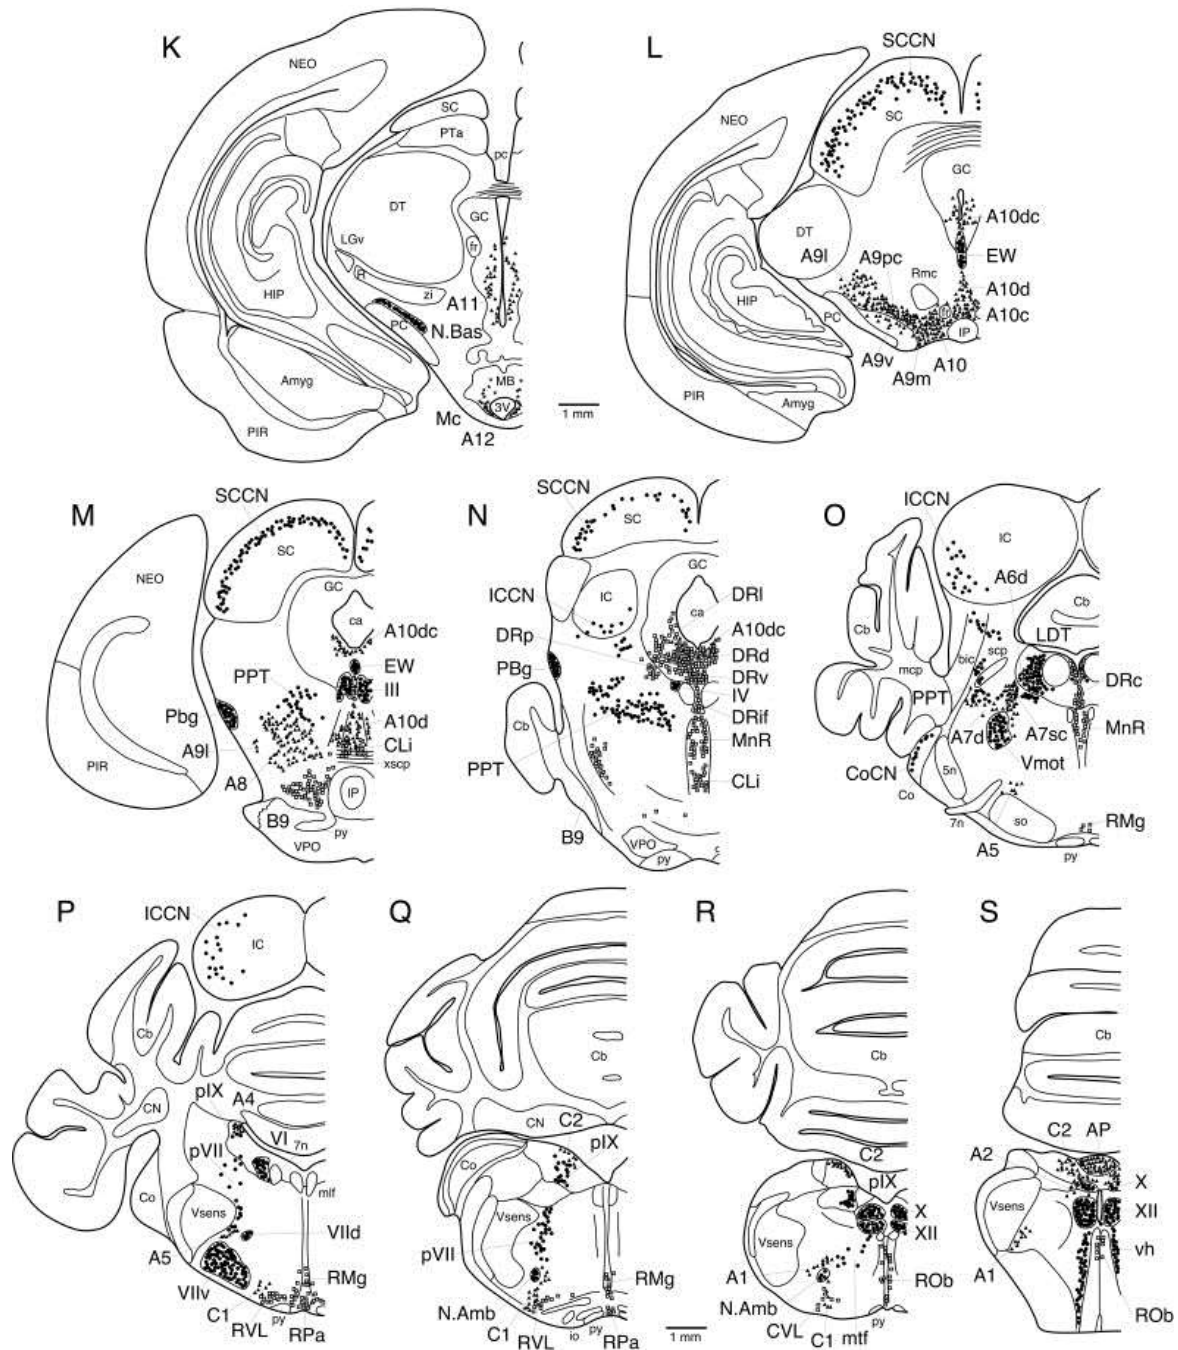 K
NEO
SC
PTa
pc
DT
GC
LGv
fr
R
zi
HIP
A11
PC
N.Bas
Amyg
MB
3V
PIR
Mc
A12
1 mm
L
SCCN
NEO
SC
GC
DT
A10dc
A9l
A9pc
EW
Rmc
A10d
HIP
PC
fr
A10c
IP
A9v
A10
A9m
PIR
Amyg
M
SCCN
NEO
SC
GC
ca
A10dc
PPT
EW
III
Pbg
A10d
A9l
CLi
PIR
xscp
A8
IP
B9
py
VPO
N
SCCN
SC
GC
ICCN
IC
DRl
ca
DRp
A10dc
PBg
DRd
DRv
IV
Cb
DRif
MnR
PPT
CLi
B9
VPO
py
O
ICCN
IC
A6d
Cb
Cb
LDT
mcp
bic
scp
PPT
DRc
A7d
A7sc
MnR
CoCN
Vmot
5n
Co
so
RMg
7n
A5
py
P
ICCN
IC
Cb
CN
pIX
A4
VI
7n
pVII
Co
mlf
Vsens
VIId
A5
RMg
VIIv
C1
py
RVL
RPa
Q
Cb
CN
C2
pIX
Co
Vsens
pVII
RMg
N.Amb
C1
io
py
RVL
RPa
1 mm
R
Cb
C2
pIX
X
Vsens
XII
A1
ROb
N.Amb
CVL
py
C1
mtf
S
Cb
C2
AP
A2
X
Vsens
XII
vh
A1
ROb